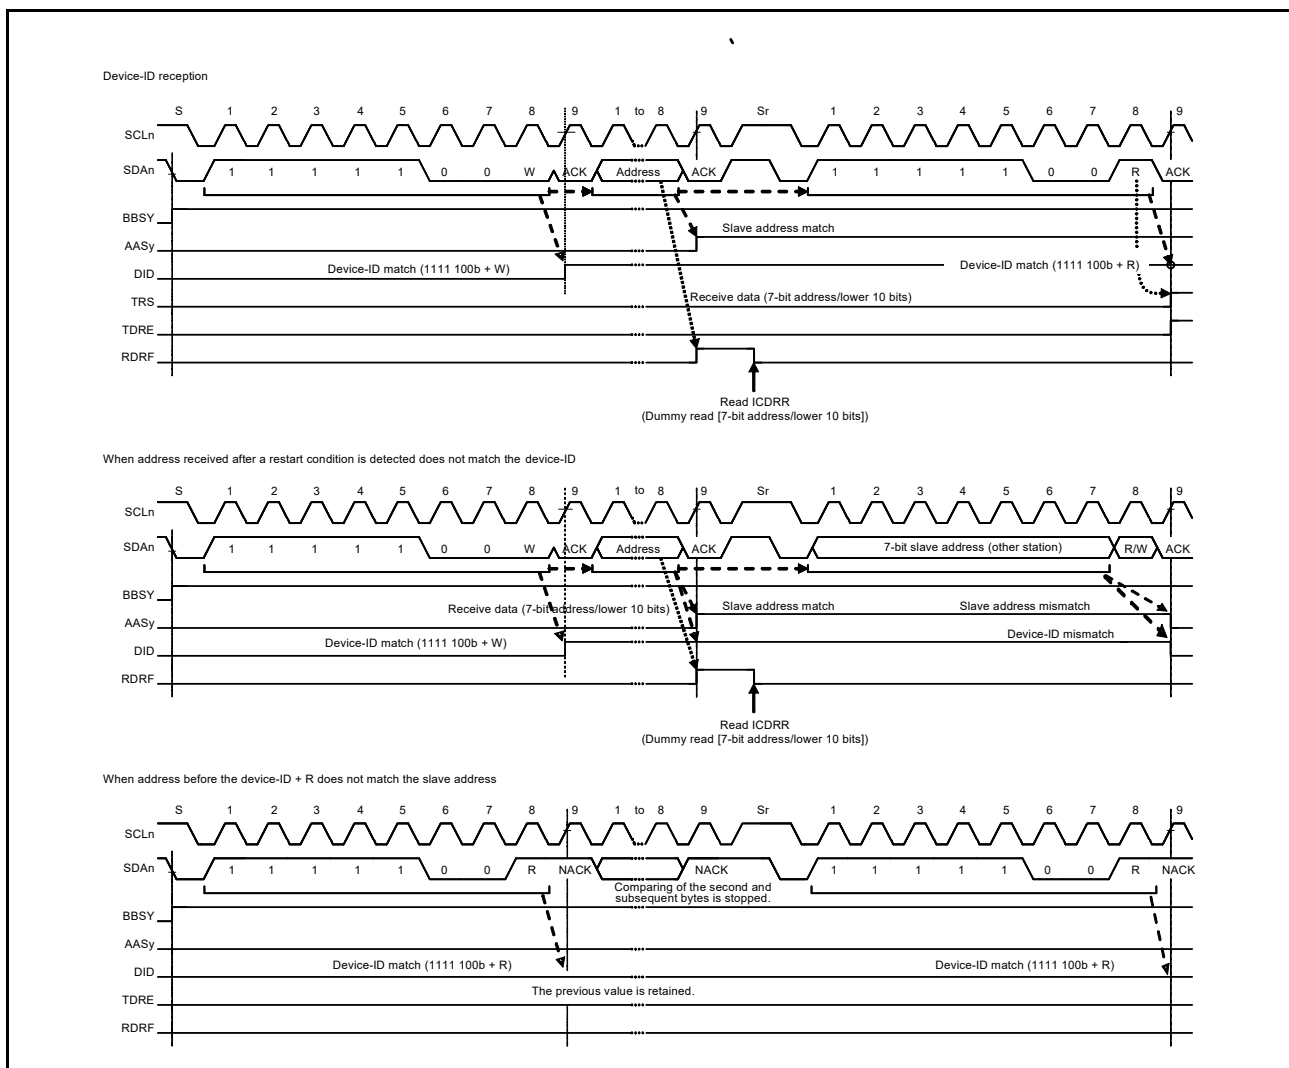 Device-ID reception
S 1 2 3 4 5 6 7 8 9 1 to 8 9 Sr 1 2 3 4 5 6 7 8 9
SCLn
SDAn 1 1 1 1 1 0 0 W ACK Address ACK 1 1 1 1 1 0 0 R ACK
BBSY
Slave address match
AASy
Device-ID match (1111 100b + W) Device-ID match (1111 100b + R)
DID
Receive data (7-bit address/lower 10 bits)
TRS
TDRE
RDRF
Read ICDRR
(Dummy read [7-bit address/lower 10 bits])
When address received after a restart condition is detected does not match the device-ID
S 1 2 3 4 5 6 7 8 9 1 to 8 9 Sr 1 2 3 4 5 6 7 8 9
SCLn
SDAn 1 1 1 1 1 0 0 W ACK Address ACK 7-bit slave address (other station) R/W ACK
BBSY
Receive data (7-bit address/lower 10 bits) Slave address match Slave address mismatch
AASy
Device-ID match (1111 100b + W) Device-ID mismatch
DID
RDRF
Read ICDRR
(Dummy read [7-bit address/lower 10 bits])
When address before the device-ID + R does not match the slave address
S 1 2 3 4 5 6 7 8 9 1 to 8 9 Sr 1 2 3 4 5 6 7 8 9
SCLn
SDAn 1 1 1 1 1 0 0 R NACK NACK 1 1 1 1 1 0 0 R NACK
Comparing of the second and
subsequent bytes is stopped.
BBSY
AASy
Device-ID match (1111 100b + R) Device-ID match (1111 100b + R)
DID
The previous value is retained.
TDRE
RDRF